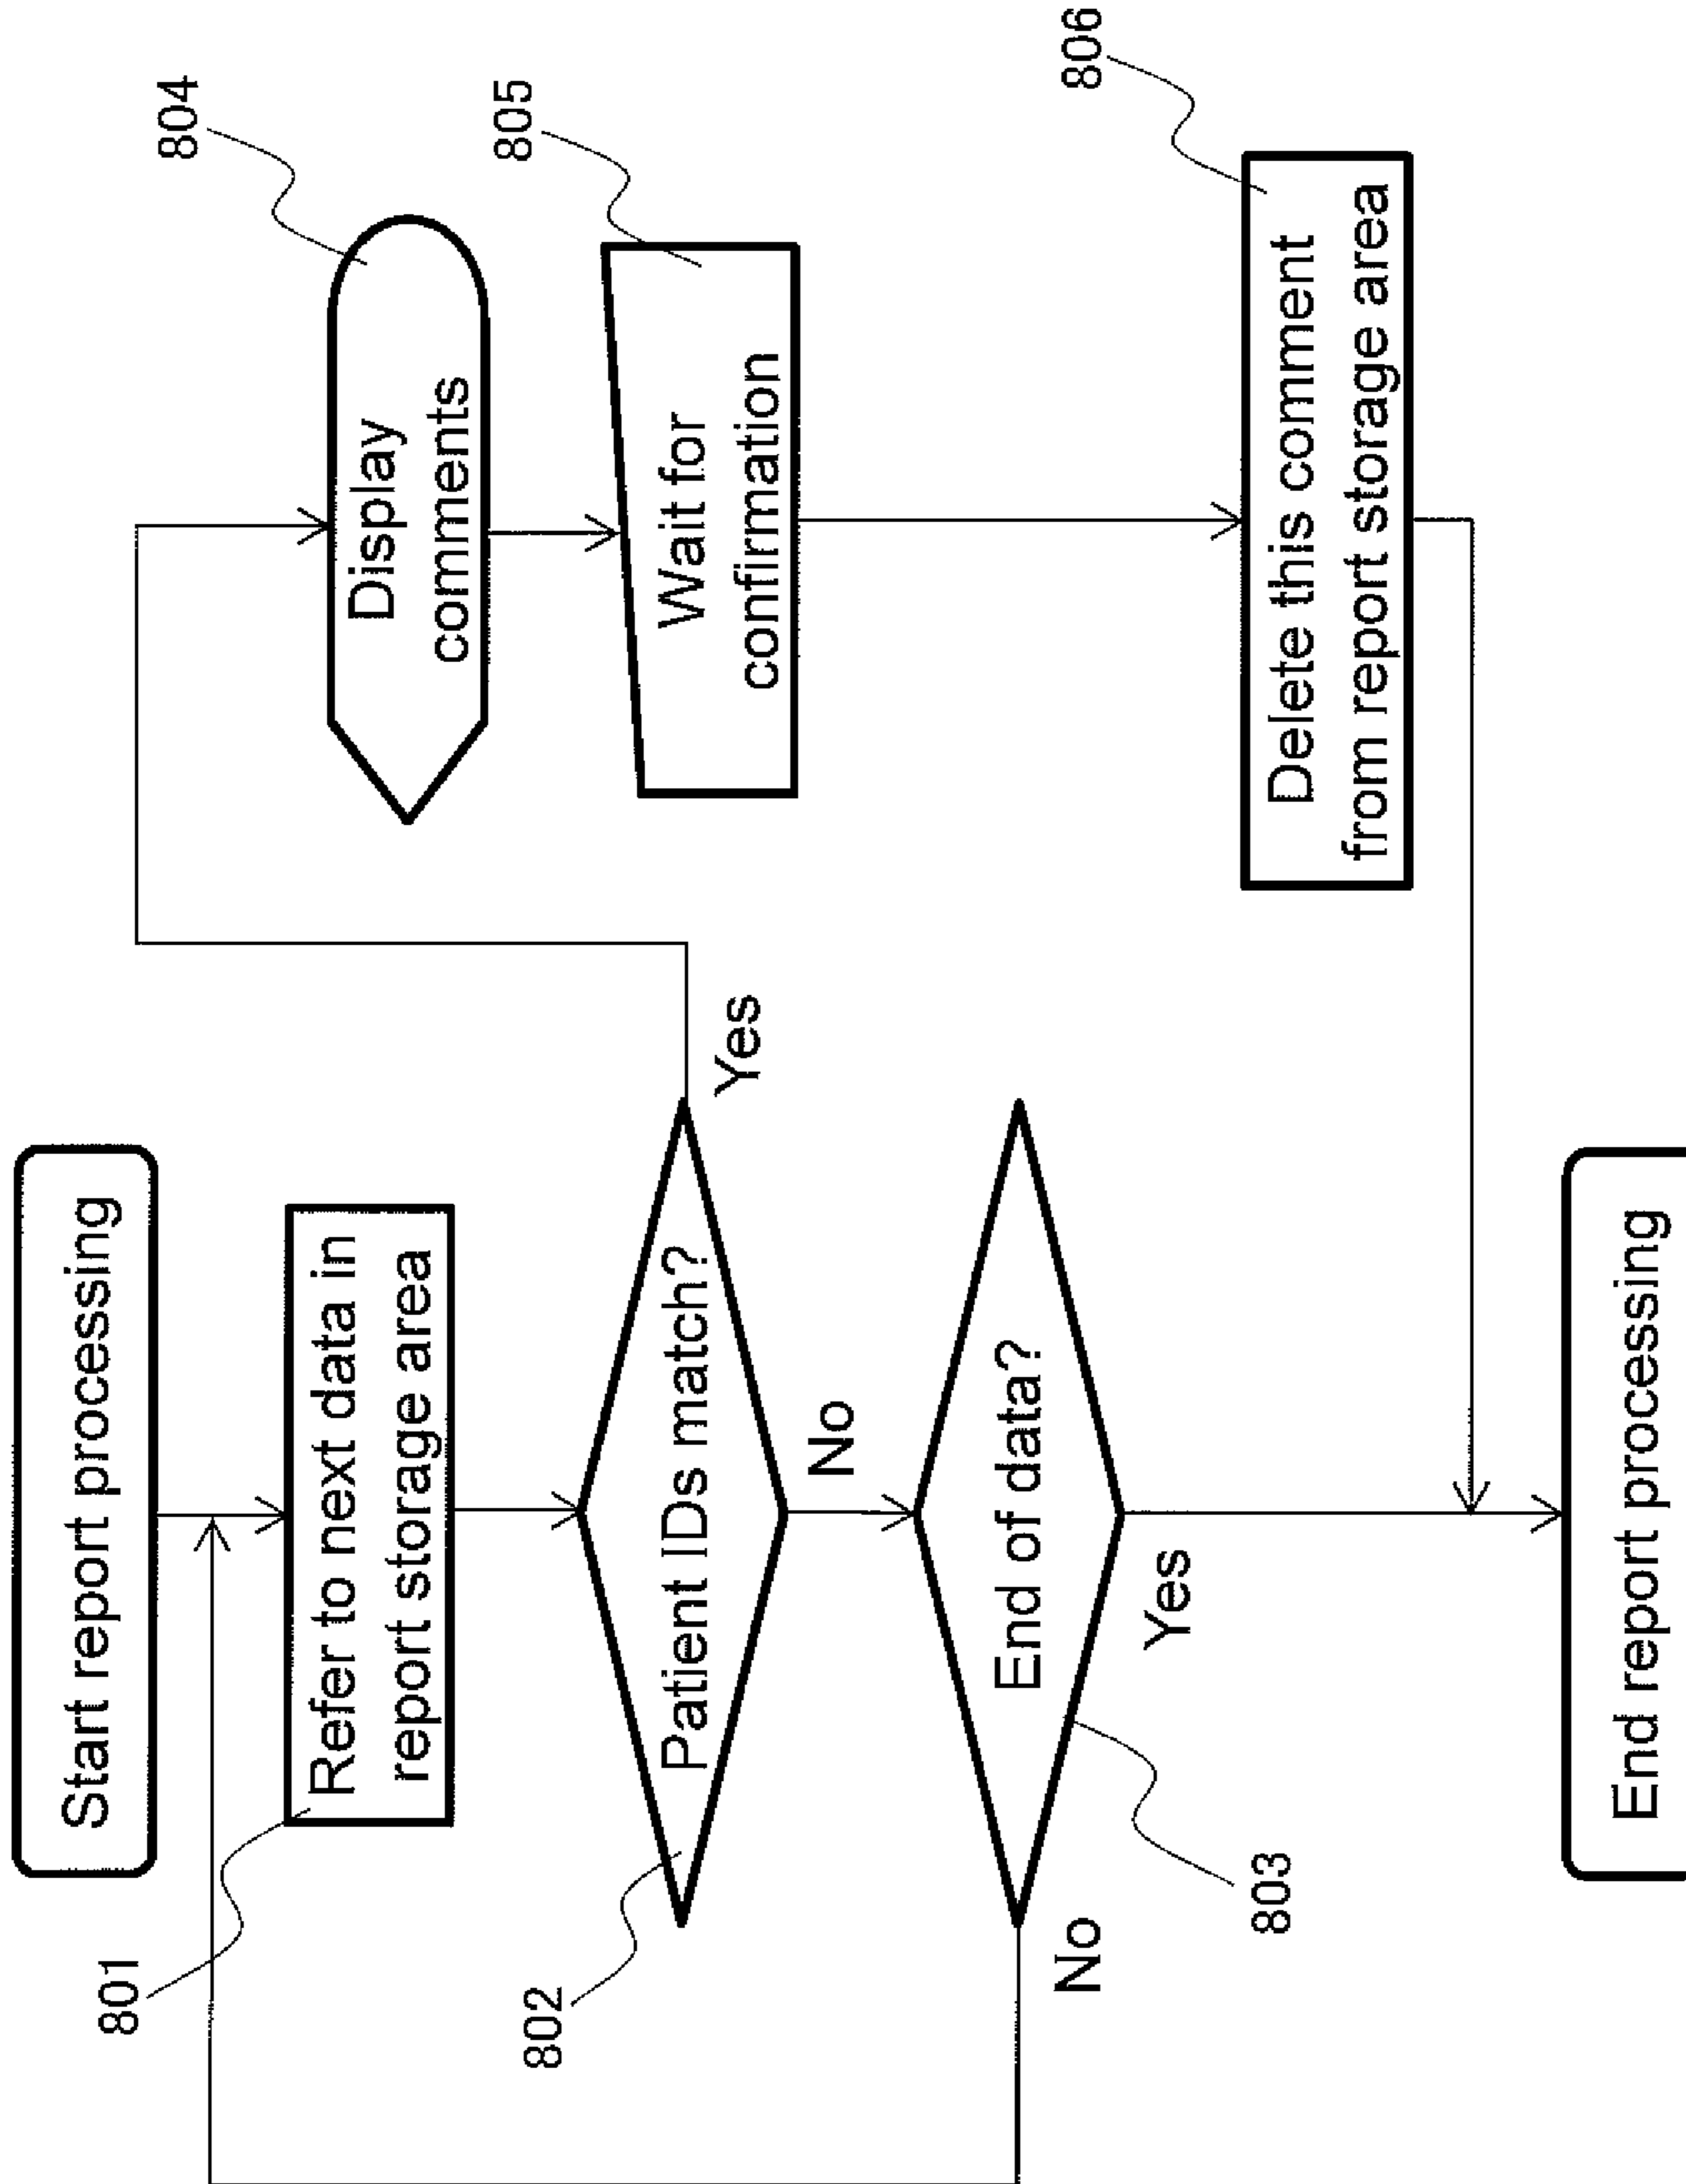 Start report processing
801
Refer to next data in
report storage area
802
Patient IDs match?
Yes
No
End of data?
803
No
Yes
End report processing
804
Display
comments
805
Wait for
confirmation
806
Delete this comment
from report storage area